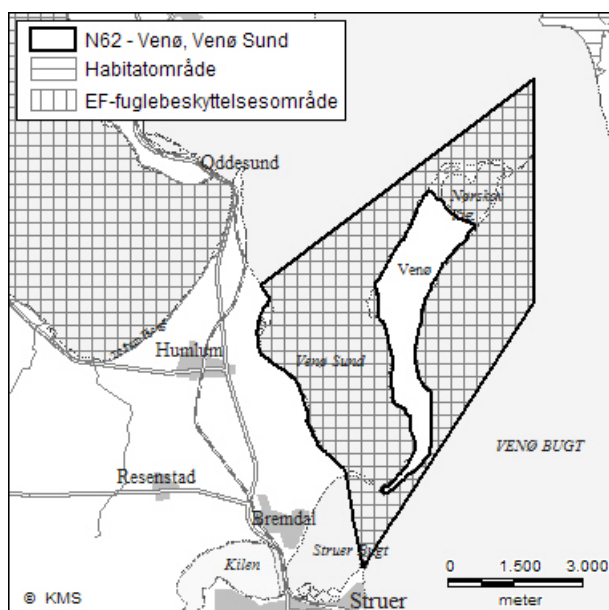 N62 - Venø, Venø Sund
Habitatområde
EF-fuglebeskyttelsesområde
Oddesund
Venø
Humlum
Venø Sund
VENØ BUGT
Resenstad
Bremdal
Struer Bugt
Kilen
0 1.500 3.000
meter
© KMS
Struer